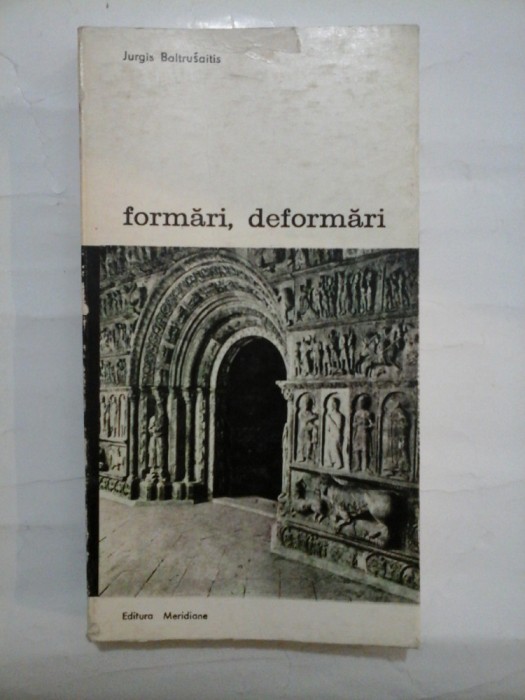 Jurgis Baltrušaitis
formări, deformări
Editura Meridiane